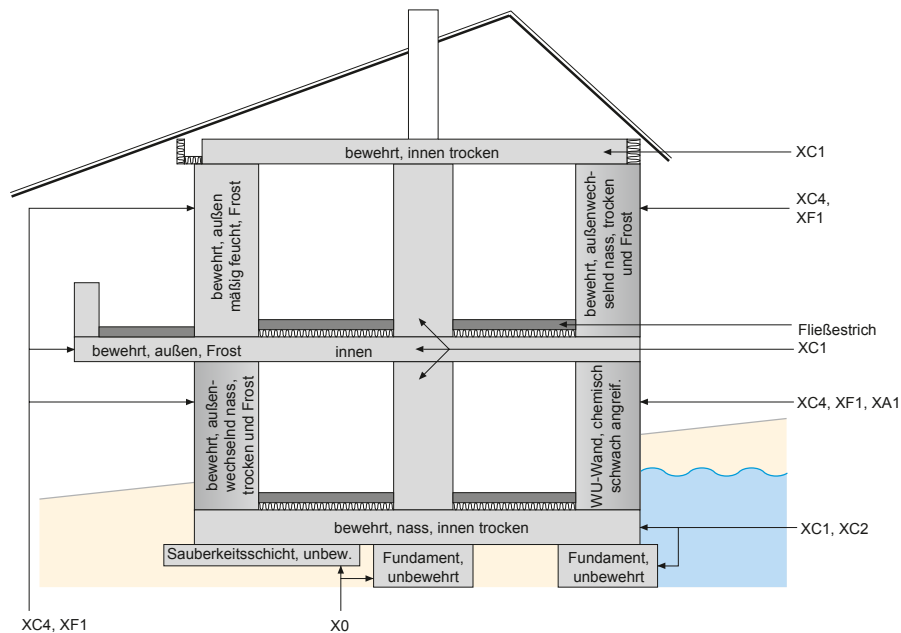 bewehrt, innen trocken
XC1
bewehrt, außen
mäßig feucht, Frost
bewehrt, außenwech-
selnd nass, trocken
und Frost
XC4,
XF1
Fließestrich
bewehrt, außen, Frost
innen
XC1
bewehrt, außen-
wechselnd nass,
trocken und Frost
WU-Wand, chemisch
schwach angreif.
XC4, XF1, XA1
bewehrt, nass, innen trocken
XC1, XC2
Sauberkeitsschicht, unbew.
Fundament,
unbewehrt
Fundament,
unbewehrt
XC4, XF1
X0